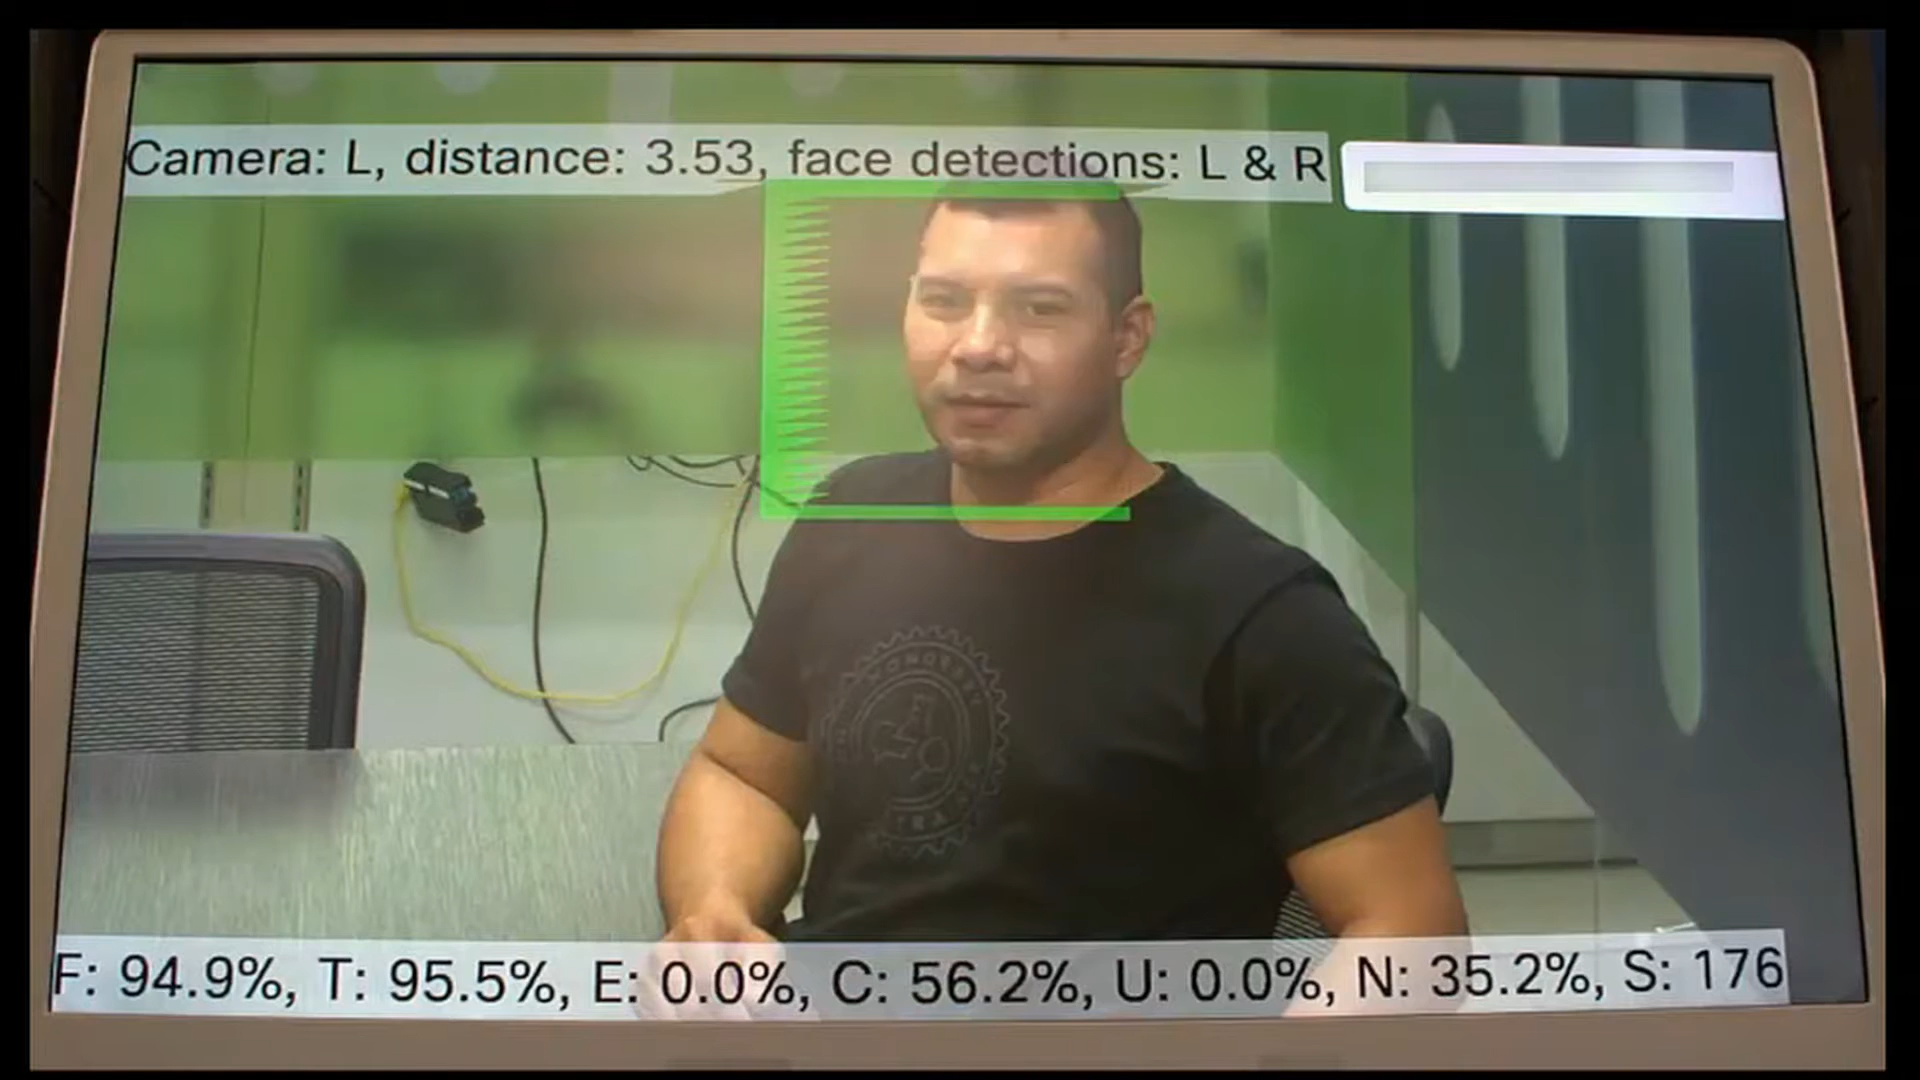 Camera: L, distance: 3.53, face detections: L & R
F: 94.9%, T: 95.5%, E: 0.0%, C: 56.2%, U: 0.0%, N: 35.2%, S: 176